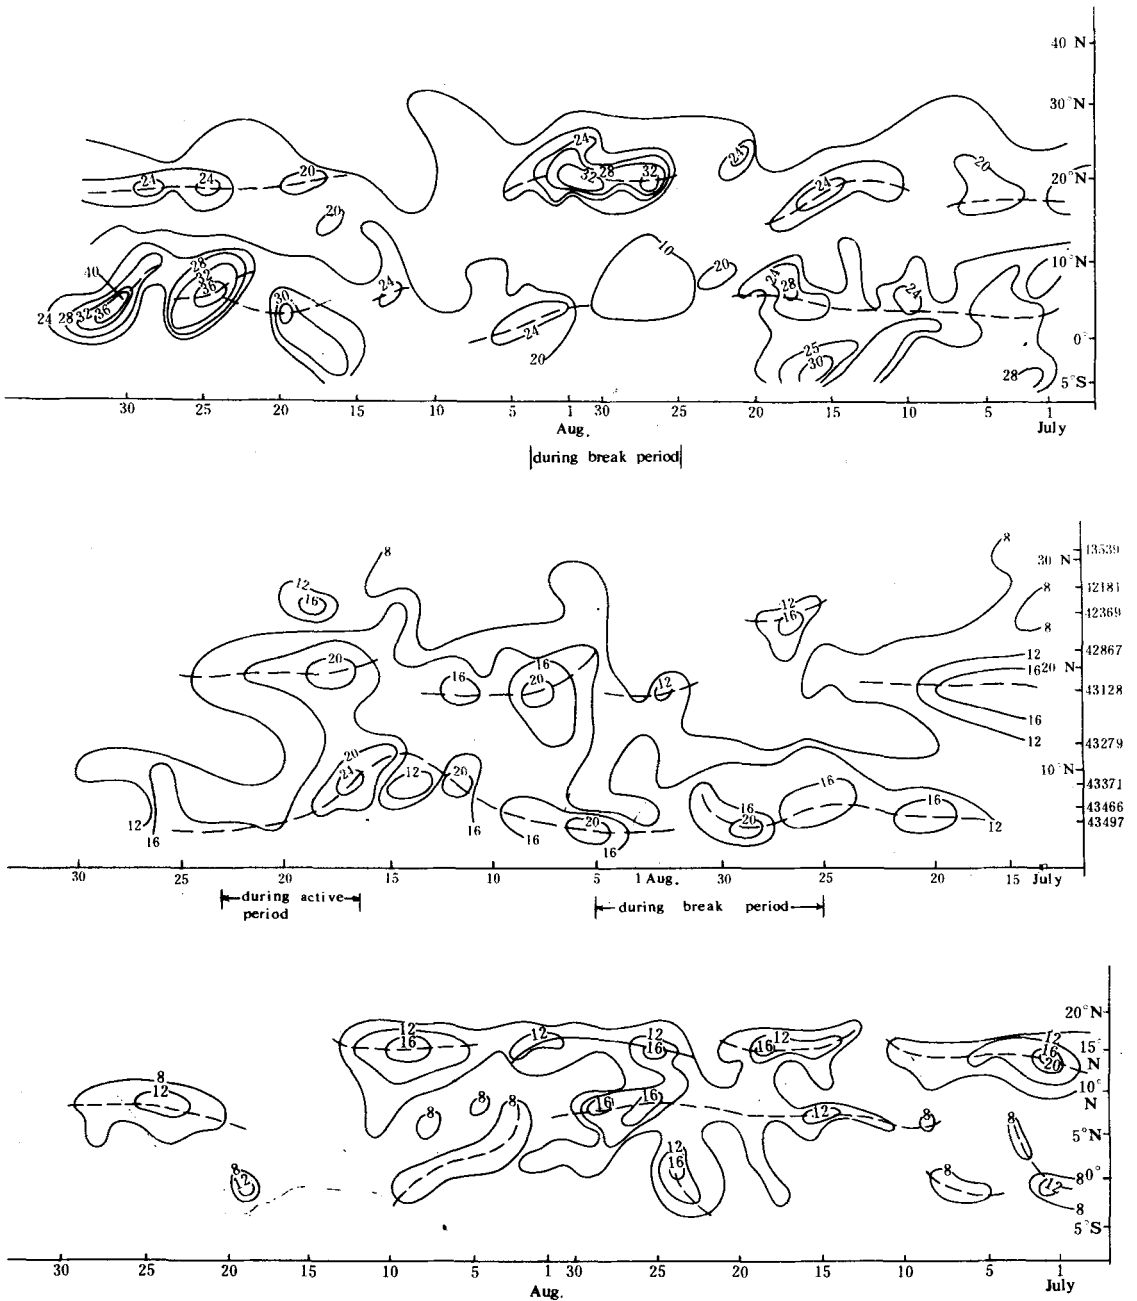 40 N
30°N
24
24 24 20 32 28 32 24 20
20°N
24
20
10
10°N
28 20 24
40 32 24 28 24
36 30
24 28 32 36
24
25
0°
20
30
28
5°S
30 25 20 15 10 5 1 30 25 20 15 10 5 1
Aug. July
during break period
8
30 N 43539
12 8 42181
16 12 42369
16 8
42867
12
20 16 16 20 N
20 12 43128
16
12 43279
20 10°N
24 12 20 16 43371
16 16
12 16 20 20 12 43466
16 16 16 43497
30 25 20 15 10 5 1 Aug. 30 25 20 15 July
during active
period
during break period
20°N
12 12 12 12 12
16 16 16 16 15°
20 N
8 10°
12 16 16 N
8 8 8 12 8 8
5°N
12
8 16 8 8 0°
12 12
8
5°S
30 25 20 15 10 5 1 30 25 20 15 10 5 1
Aug. July